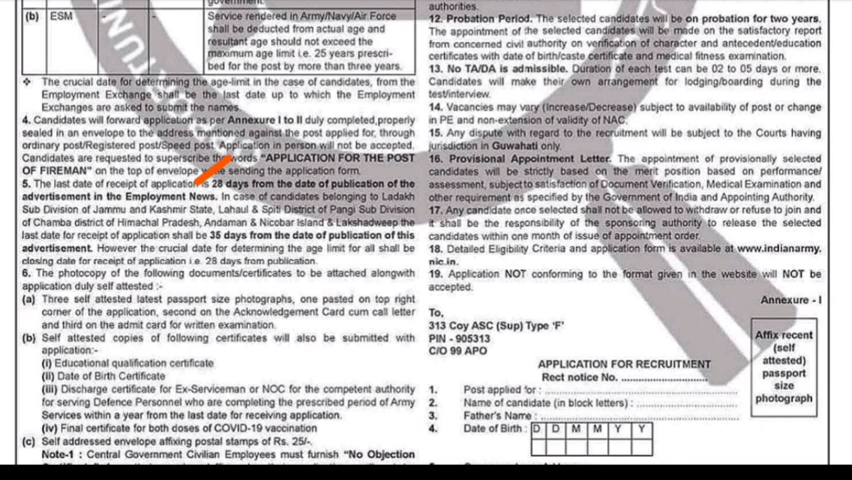 (b) ESM - - Service rendered in Army/Navy/Air Force
shall be deducted from actual age and
resultant age should not exceed the
maximum age limit i.e. 25 years prescri-
bed for the post by more than three years.
❖ The crucial date for determining the age-limit in the case of candidates, from the
Employment Exchange shall be the last date up to which the Employment
Exchanges are asked to submit the names.
4. Candidates will forward application as per Annexure I to II duly completed,properly
sealed in an envelope to the address mentioned against the post applied for, through
ordinary post/Registered post/Speed post Application in person will not be accepted.
Candidates are requested to superscribe the words "APPLICATION FOR THE POST
OF FIREMAN" on the top of envelope sending the application form.
5. The last date of receipt of application is 28 days from the date of publication of the
advertisement in the Employment News. In case of candidates belonging to Ladakh
Sub Division of Jammu and Kashmir State, Lahaul & Spiti District of Pangi Sub Division
of Chamba district of Himachal Pradesh, Andaman & Nicobar Island & Lakshadweep the
last date for receipt of application shall be 35 days from the date of publication of this
advertisement. However the crucial date for determining the age limit for all shall be
closing date for receipt of application i.e. 28 days from publication.
6. The photocopy of the following documents/certificates to be attached alongwith
application duly self attested :-
(a) Three self attested latest passport size photographs, one pasted on top right
corner of the application, second on the Acknowledgement Card cum call letter
and third on the admit card for written examination.
(b) Self attested copies of following certificates will also be submitted with
application:-
(i) Educational qualification certificate
(ii) Date of Birth Certificate
(iii) Discharge certificate for Ex-Serviceman or NOC for the competent authority
for serving Defence Personnel who are completing the prescribed period of Army
Services within a year from the last date for receiving application.
(iv) Final certificate for both doses of COVID-19 vaccination
(c) Self addressed envelope affixing postal stamps of Rs. 25/-.
Note-1 : Central Government Civilian Employees must furnish "No Objection
authorities.
12. Probation Period. The selected candidates will be on probation for two years.
The appointment of the selected candidates will be made on the satisfactory report
from concerned civil authority on verification of character and antecedent/education
certificates with date of birth/caste certificate and medical fitness examination.
13. No TA/DA is admissible. Duration of each test can be 02 to 05 days or more.
Candidates will make their own arrangement for lodging/boarding during the
test/interview.
14. Vacancies may vary (Increase/Decrease) subject to availability of post or change
in PE and non-extension of validity of NAC.
15. Any dispute with regard to the recruitment will be subject to the Courts having
jurisdiction in Guwahati only.
16. Provisional Appointment Letter. The appointment of provisionally selected
candidates will be strictly based on the merit position based on performance/
assessment, subject to satisfaction of Document Verification, Medical Examination and
other requirement as specified by the Government of India and Appointing Authority.
17. Any candidate once selected shall not be allowed to withdraw or refuse to join and
it shall be the responsibility of the sponsoring authority to release the selected
candidates within one month of issue of appointment order.
18. Detailed Eligibility Criteria and application form is available at www.indianarmy.
nic.in.
19. Application NOT conforming to the format given in the website will NOT be
accepted.
Annexure - I
To,
313 Coy ASC (Sup) Type 'F'
PIN - 905313
C/O 99 APO
Affix recent
(self
attested)
passport
size
photograph
APPLICATION FOR RECRUITMENT
Rect notice No. ........................
1. Post applied for : ........................
2. Name of candidate (in block letters) : ........................
3. Father's Name : ........................
4. Date of Birth : D D M M Y Y